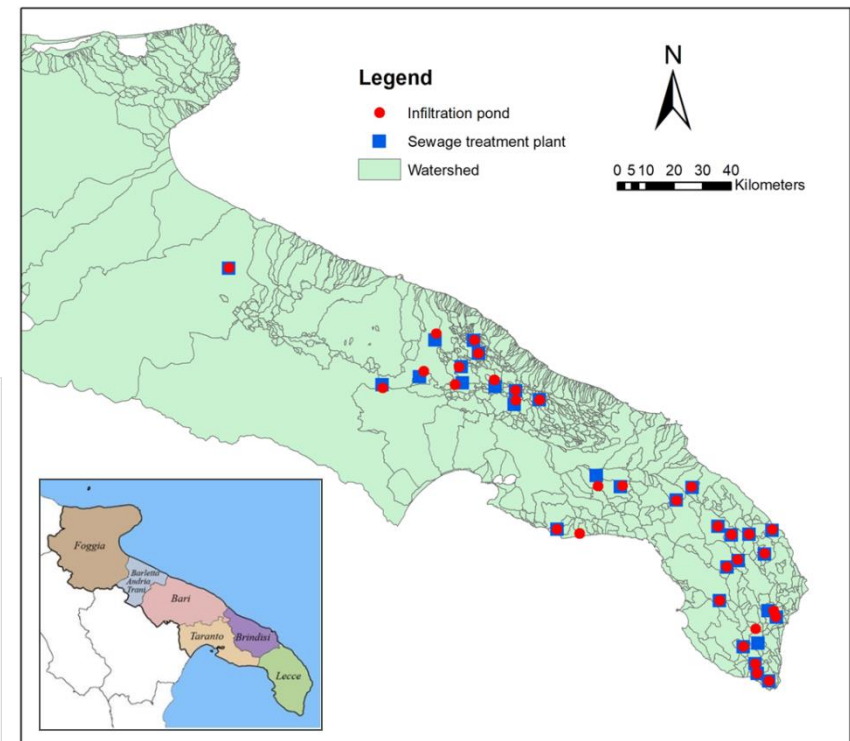 Legend
N
Infiltration pond
Sewage treatment plant
Watershed
0 5 10 20 30 40
Kilometers
Foggia
Barletta
Andria
Trani
Bari
Taranto
Brindisi
Lecce